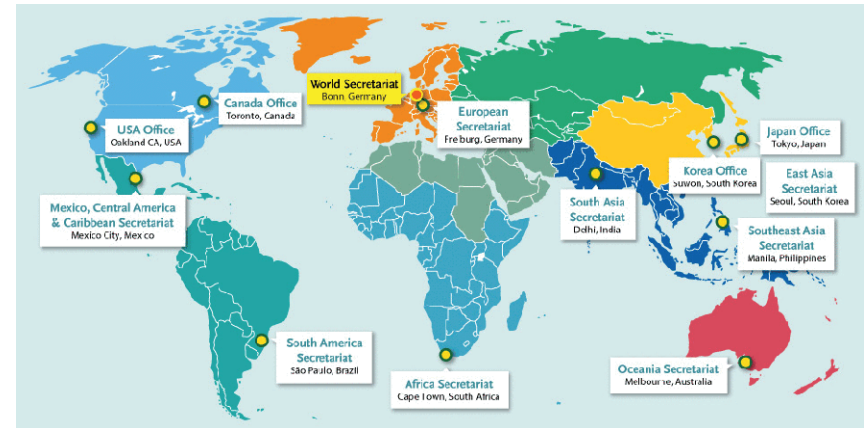 World Secretariat
Bonn, Germany
Canada Office
Toronto, Canada
USA Office
Oakland CA, USA
European
Secretariat
Freiburg, Germany
Japan Office
Tokyo, Japan
Korea Office
Suwon, South Korea
East Asia
Secretariat
Seoul, South Korea
Mexico, Central America
& Caribbean Secretariat
Mexico City, Mexico
South Asia
Secretariat
Delhi, India
Southeast Asia
Secretariat
Manila, Philippines
South America
Secretariat
São Paulo, Brazil
Africa Secretariat
Cape Town, South Africa
Oceania Secretariat
Melbourne, Australia